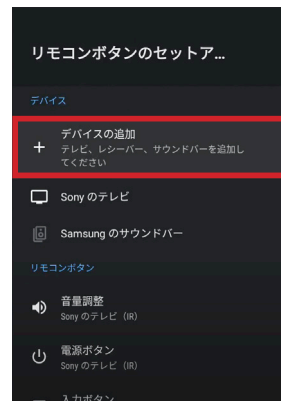 リモコンボタンのセットア...
デバイス
デバイスの追加
テレビ、レシーバー、サウンドバーを追加し
てください
Sony のテレビ
Samsung のサウンドバー
リモコンボタン
音量調整
Sony のテレビ（IR）
電源ボタン
Sony のテレビ（IR）
入力ボタン